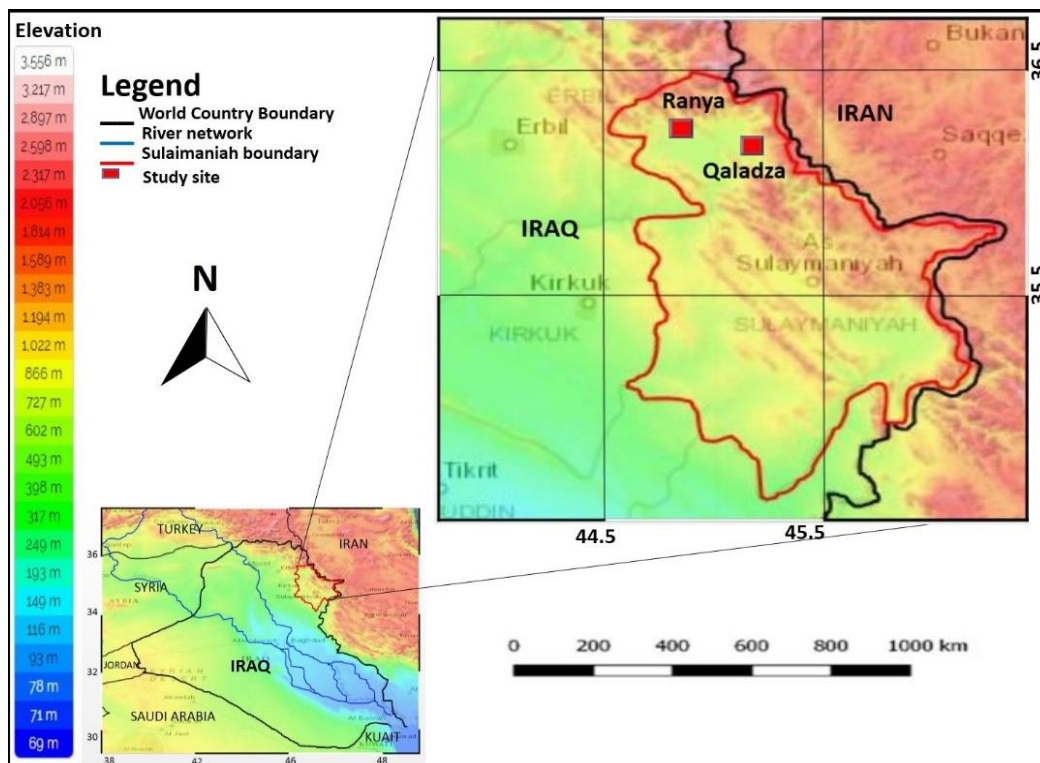 Elevation
3,556 m
3,217 m
2,897 m
2,598 m
2,317 m
2,056 m
1,814 m
1,589 m
1,383 m
1,194 m
1,022 m
866 m
727 m
602 m
493 m
398 m
317 m
249 m
193 m
149 m
116 m
93 m
78 m
71 m
69 m
Legend
World Country Boundary
River network
Sulaimaniah boundary
Study site
N
Bukan
36.5
ERBIL
Ranya
IRAN
Erbil
Saqqez
Qaladza
IRAQ
As
Sulaymaniyah
Kirkuk
35.5
KIRKUK
SULAYMANIYAH
Tikrit
UDDIN
44.5
45.5
TURKEY
36
IRAN
SYRIA
34
Baghdad
JORDAN
IRAQ
32
SYRIAN
DESERT
SAUDI ARABIA
30
KUAIT
38
42
46
48
0 200 400 600 800 1000 km